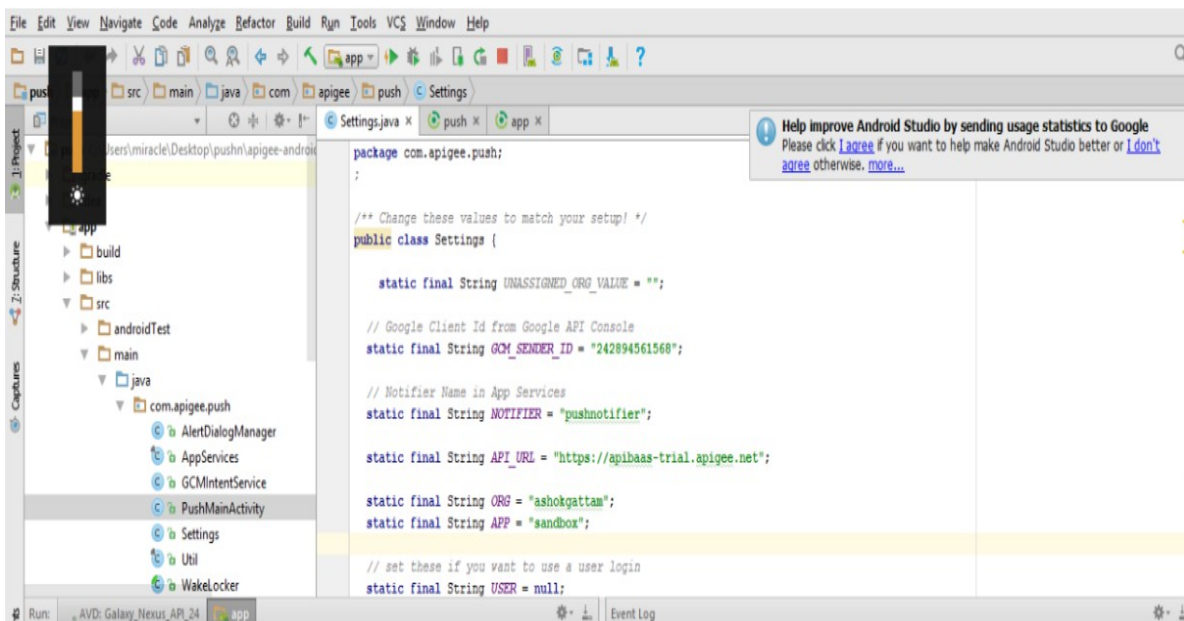 File Edit View Navigate Code Analyze Refactor Build Run Tools VCS Window Help
app
push src main java com apigee push Settings
Settings.java × push × app ×
Help improve Android Studio by sending usage statistics to Google
Please click I agree if you want to help make Android Studio better or I don't
agree otherwise. more...
1: Project
7: Structure
Captures
\miracle\Desktop\pushn\apigee-androi
app
build
libs
src
androidTest
main
java
com.apigee.push
AlertDialogManager
AppServices
GCMIntentService
PushMainActivity
Settings
Util
WakeLocker
package com.apigee.push;
;
/** Change these values to match your setup! */
public class Settings {
static final String UNASSIGNED_ORG_VALUE = "";
// Google Client Id from Google API Console
static final String GCM_SENDER_ID = "242894561568";
// Notifier Name in App Services
static final String NOTIFIER = "pushnotifier";
static final String API_URL = "https://apibaas-trial.apigee.net";
static final String ORG = "ashokgattam";
static final String APP = "sandbox";
// set these if you want to use a user login
static final String USER = null;
Run: AVD: Galaxy_Nexus_API_24 app
Event Log